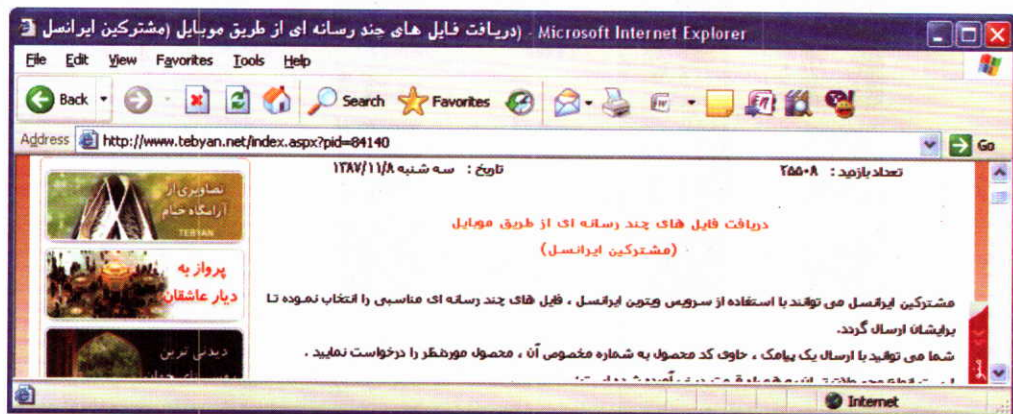 (دریافت فایل های چند رسانه ای از طریق موبایل (مشترکین ایرانسل - Microsoft Internet Explorer
File Edit View Favorites Tools Help
Back Search Favorites
Address http://www.tebyan.net/index.aspx?pid=84140 Go
تعداد بازدید : ۲۵۵۰۸ تاریخ : سه شنبه ۱۳۸۷/۱۱/۸
تصاویری از
آرامگاه خیام
TEBYAN
دریافت فایل های چند رسانه ای از طریق موبایل
(مشترکین ایرانسل)
پرواز به
دیار عاشقان
مشترکین ایرانسل می توانند با استفاده از سرویس ویترین ایرانسل ، فایل های چند رسانه ای مناسبی را انتخاب نموده تا
برایشان ارسال گردد.
شما می توانید با ارسال یک پیامک ، حاوی کد محصول به شماره مخصوص آن ، محصول موردنظر را درخواست نمایید .
دیدنی ترین
منو
Internet